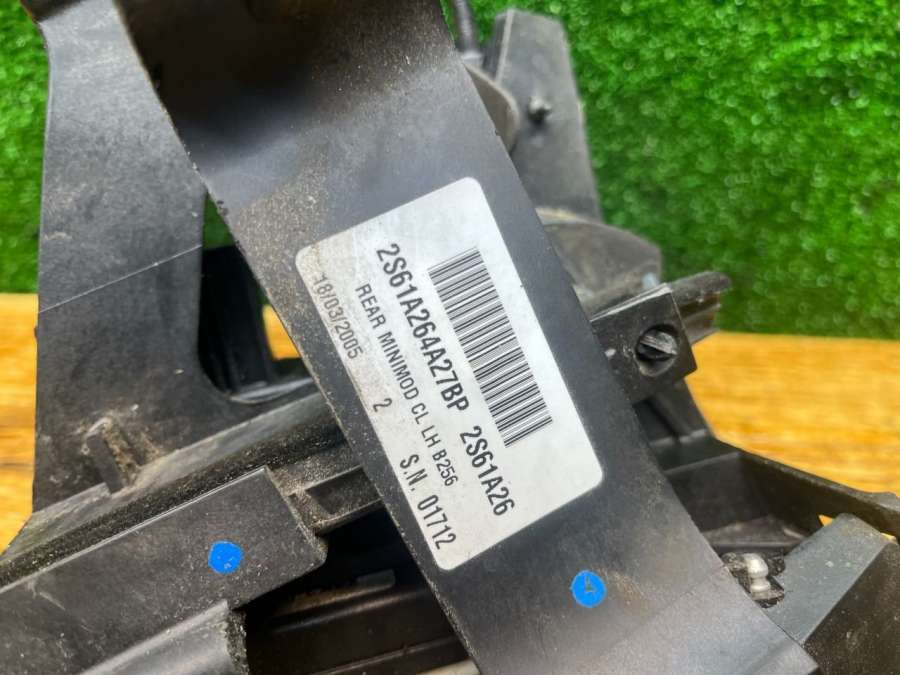 2S61A264A27BP 2S61A26
REAR MINIMOD CL LH B256
18/03/2005 2 S.N. 01712